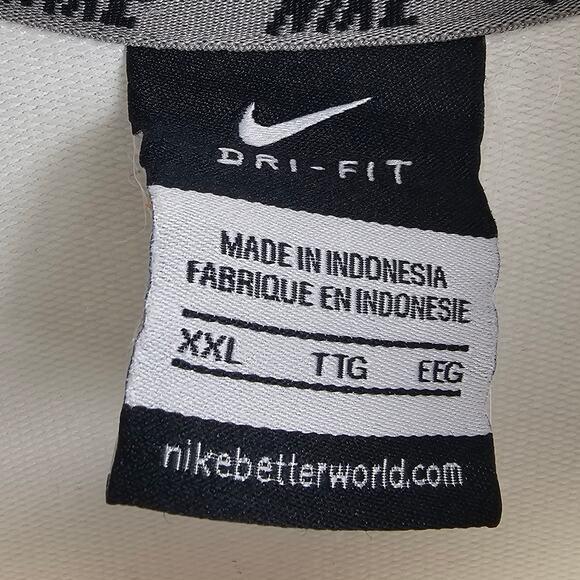 DRI-FIT
MADE IN INDONESIA
FABRIQUE EN INDONESIE
XXL TTG EEG
nikebetterworld.com